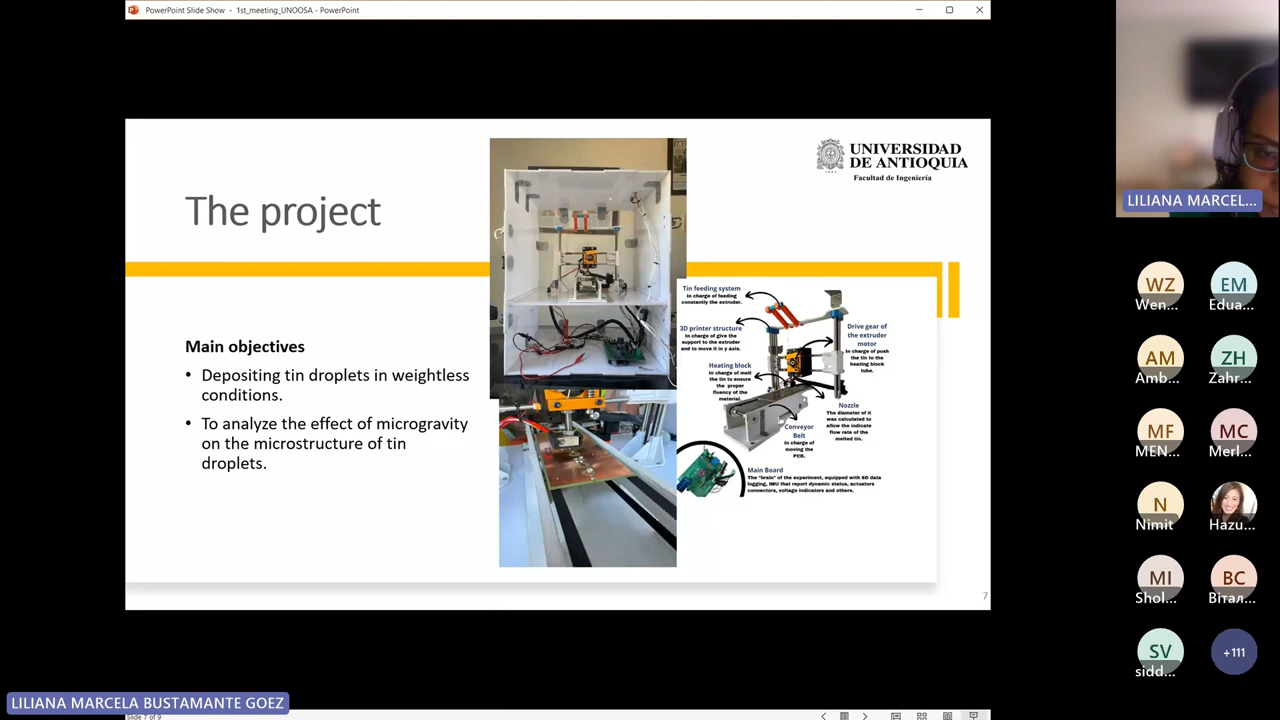 PowerPoint Slide Show - 1st_meeting_UNOOSA - PowerPoint
UNIVERSIDAD
DE ANTIOQUIA
1803
Facultad de Ingeniería
The project
Main objectives
• Depositing tin droplets in weightless
conditions.
• To analyze the effect of microgravity
on the microstructure of tin
droplets.
Tin feeding system
In charge of feeding
constantly the extruder.
3D printer structure
In charge of give the
support to the extruder
and to move it in y axis.
Heating block
In charge of melt
the tin to ensure
the proper
fluency of the
material.
Drive gear of
the extruder
motor
In charge of push
the tin to the
heating block
tube.
Nozzle
The diameter of it
was calculated to
allow the indicate
flow rate of the
melted tin.
Conveyor
Belt
In charge of
moving the
PCB.
Main Board
The "brain" of the experiment, equipped with SD data
logging, IMU that report dynamic status, actuators
connectors, voltage indicators and others.
7
Slide 7 of 9
LILIANA MARCELA BUSTAMANTE GOEZ
LILIANA MARCEL...
WZ
Wen...
EM
Edua...
AM
Amb...
ZH
Zahr...
MF
MEN...
MC
Merl...
N
Nimit
Hazu...
MI
Shol...
BC
Вітал...
SV
sidd...
+111